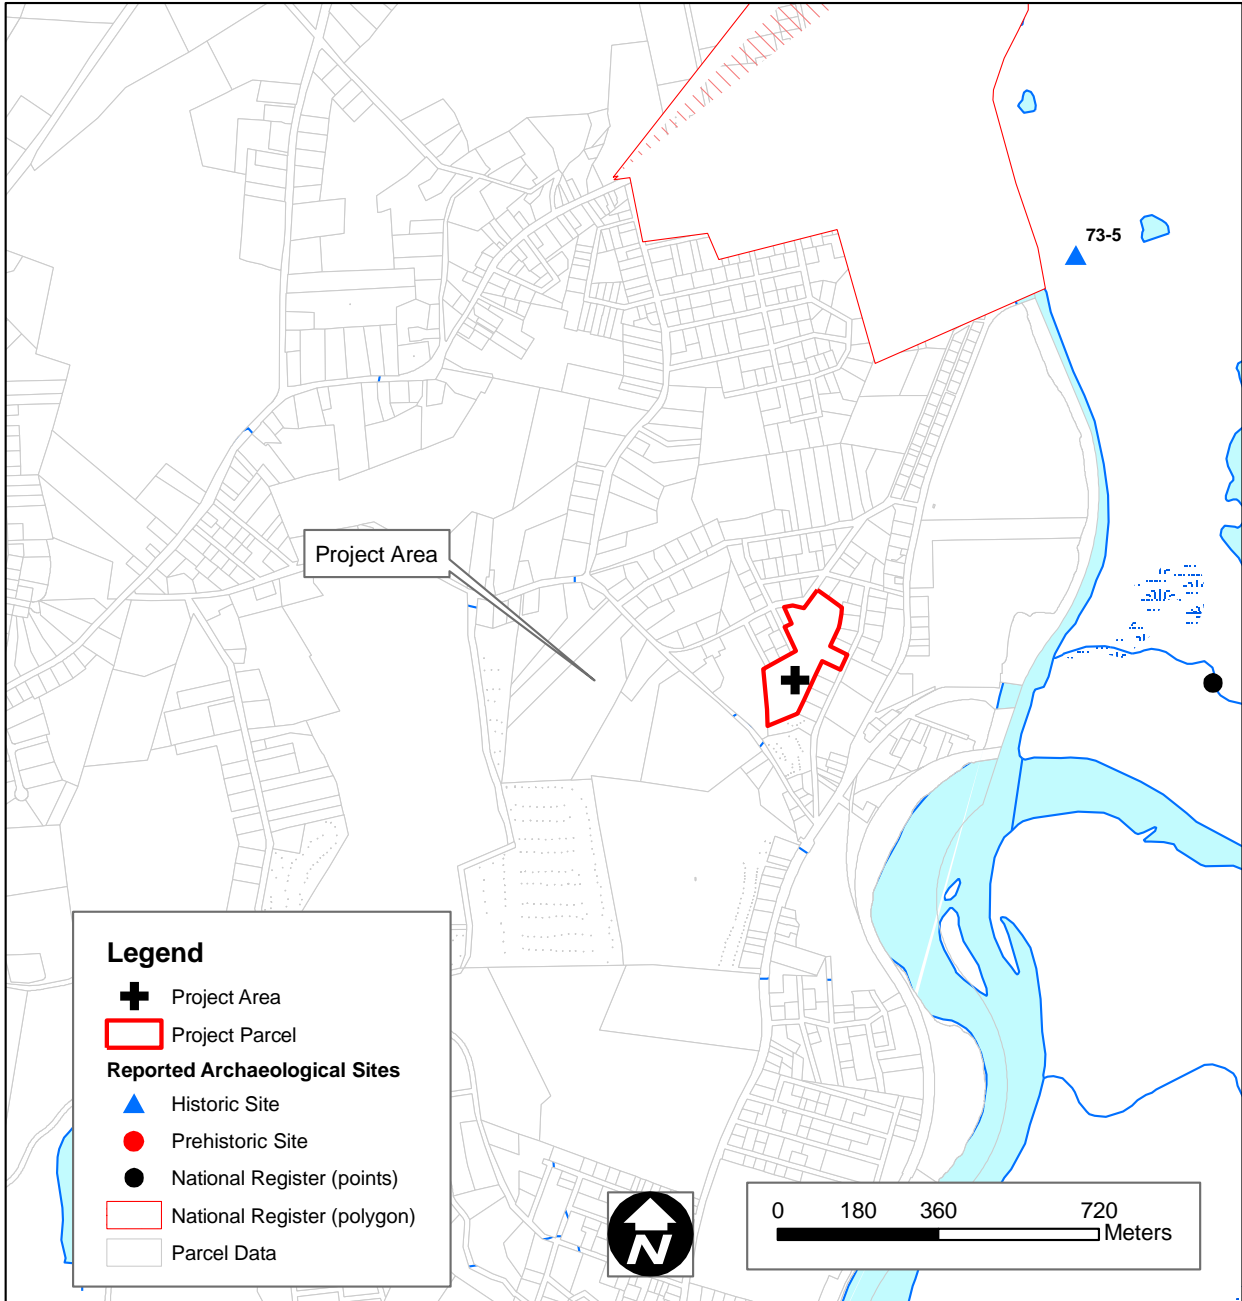 73-5
Project Area
Legend
Project Area
Project Parcel
Reported Archaeological Sites
Historic Site
Prehistoric Site
National Register (points)
National Register (polygon)
Parcel Data
N
0 180 360 720
Meters